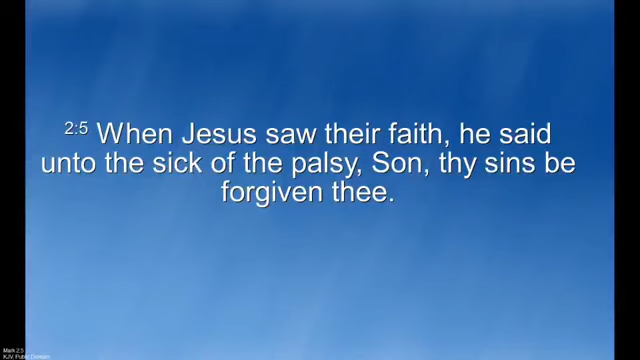 2:5 When Jesus saw their faith, he said
unto the sick of the palsy, Son, thy sins be
forgiven thee.
Mark 2:5
KJV, Public Domain